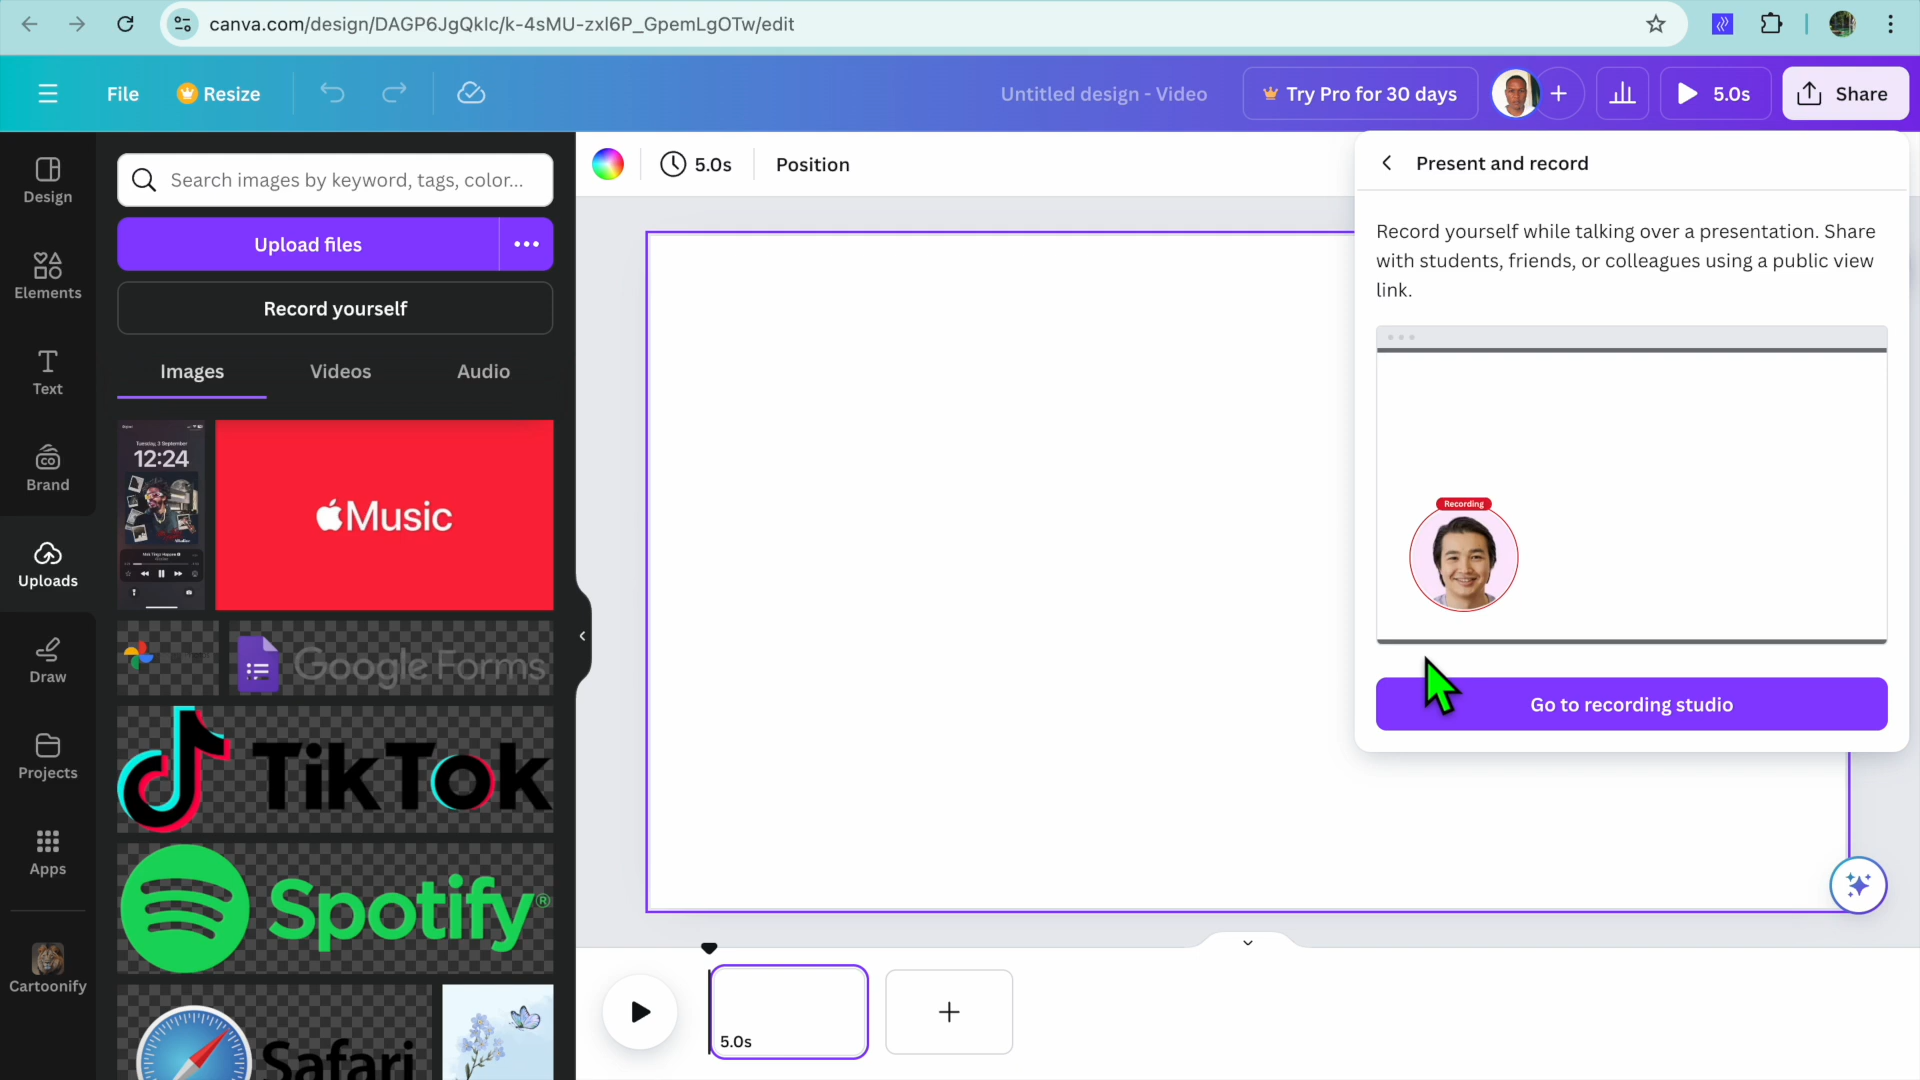 canva.com/design/DAGP6JgQklc/k-4sMU-zxl6P_GpemLgOTw/edit
File
Resize
Untitled design - Video
Try Pro for 30 days
5.0s
Share
Design
Elements
Text
Brand
Uploads
Draw
Projects
Apps
Cartoonify
Search images by keyword, tags, color...
Upload files
Record yourself
Images
Videos
Audio
Tuesday 3 September
12:24
Music
Google Forms
TikTok
Spotify®
Safari
5.0s
Position
Present and record
Record yourself while talking over a presentation. Share
with students, friends, or colleagues using a public view
link.
Recording
Go to recording studio
5.0s